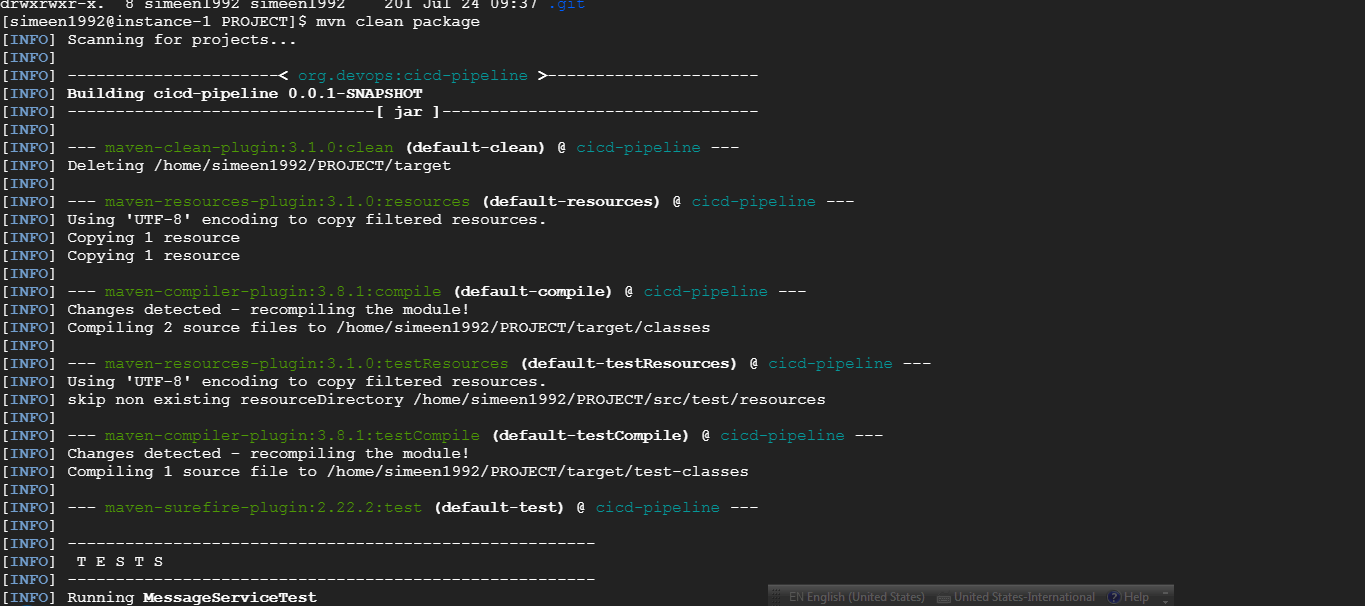 drwxrwxr-x.  8 simeen1992 simeen1992    201 Jul 24 09:37 .git
[simeen1992@instance-1 PROJECT]$ mvn clean package
[INFO] Scanning for projects...
[INFO]
[INFO] ----------------------< org.devops:cicd-pipeline >----------------------
[INFO] Building cicd-pipeline 0.0.1-SNAPSHOT
[INFO] --------------------------------[ jar ]---------------------------------
[INFO]
[INFO] --- maven-clean-plugin:3.1.0:clean (default-clean) @ cicd-pipeline ---
[INFO] Deleting /home/simeen1992/PROJECT/target
[INFO]
[INFO] --- maven-resources-plugin:3.1.0:resources (default-resources) @ cicd-pipeline ---
[INFO] Using 'UTF-8' encoding to copy filtered resources.
[INFO] Copying 1 resource
[INFO] Copying 1 resource
[INFO]
[INFO] --- maven-compiler-plugin:3.8.1:compile (default-compile) @ cicd-pipeline ---
[INFO] Changes detected - recompiling the module!
[INFO] Compiling 2 source files to /home/simeen1992/PROJECT/target/classes
[INFO]
[INFO] --- maven-resources-plugin:3.1.0:testResources (default-testResources) @ cicd-pipeline ---
[INFO] Using 'UTF-8' encoding to copy filtered resources.
[INFO] skip non existing resourceDirectory /home/simeen1992/PROJECT/src/test/resources
[INFO]
[INFO] --- maven-compiler-plugin:3.8.1:testCompile (default-testCompile) @ cicd-pipeline ---
[INFO] Changes detected - recompiling the module!
[INFO] Compiling 1 source file to /home/simeen1992/PROJECT/target/test-classes
[INFO]
[INFO] --- maven-surefire-plugin:2.22.2:test (default-test) @ cicd-pipeline ---
[INFO]
[INFO] -------------------------------------------------------
[INFO]  T E S T S
[INFO] -------------------------------------------------------
[INFO] Running MessageServiceTest
EN English (United States) United States-International ? Help